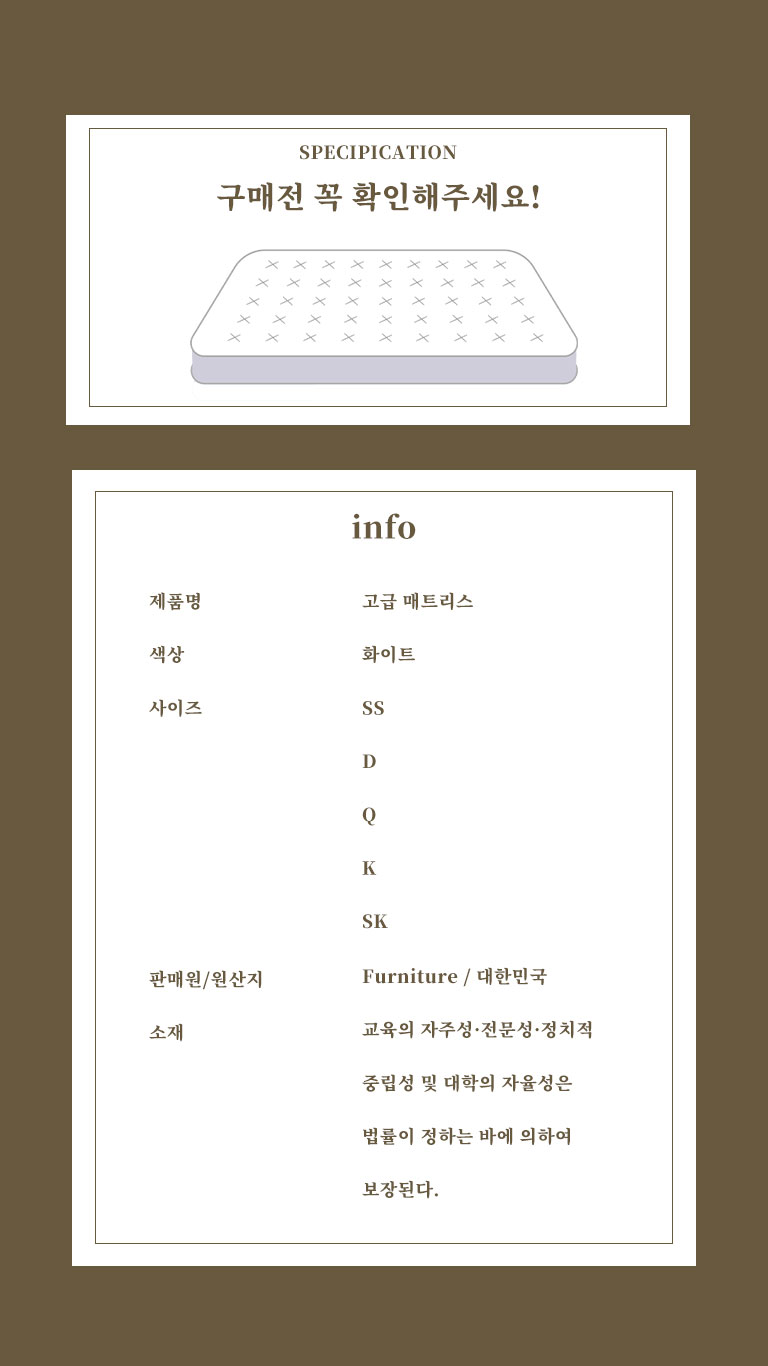 SPECIPICATION
구매전 꼭 확인해주세요!
info
제품명 고급 매트리스
색상 화이트
사이즈 SS
D
Q
K
SK
판매원/원산지 Furniture / 대한민국
소재 교육의 자주성·전문성·정치적
중립성 및 대학의 자율성은
법률이 정하는 바에 의하여
보장된다.